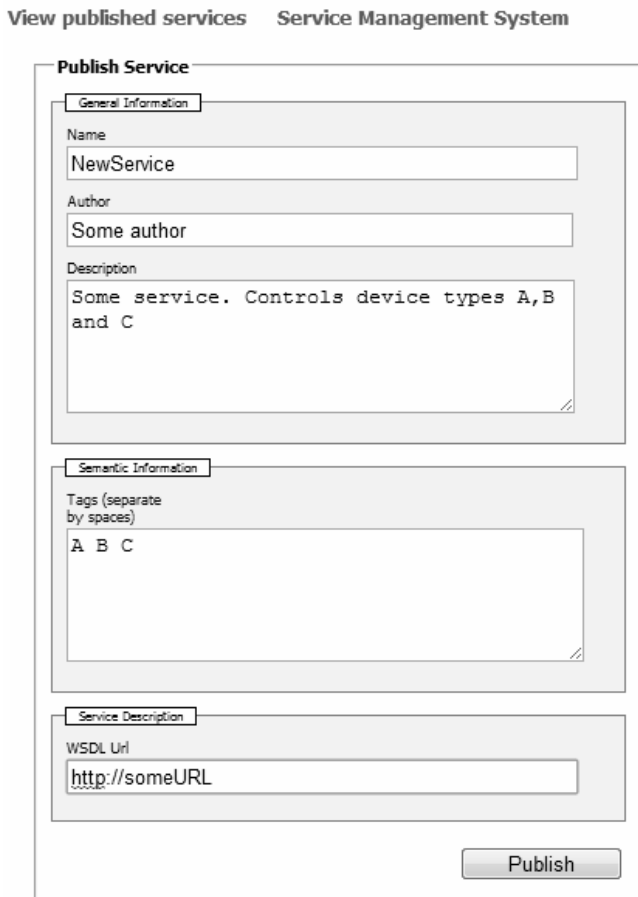 View published services Service Management System
Publish Service
General Information
Name
NewService
Author
Some author
Description
Some service. Controls device types A,B
and C
Semantic Information
Tags (separate
by spaces)
A B C
Service Description
WSDL Url
http://someURL
Publish